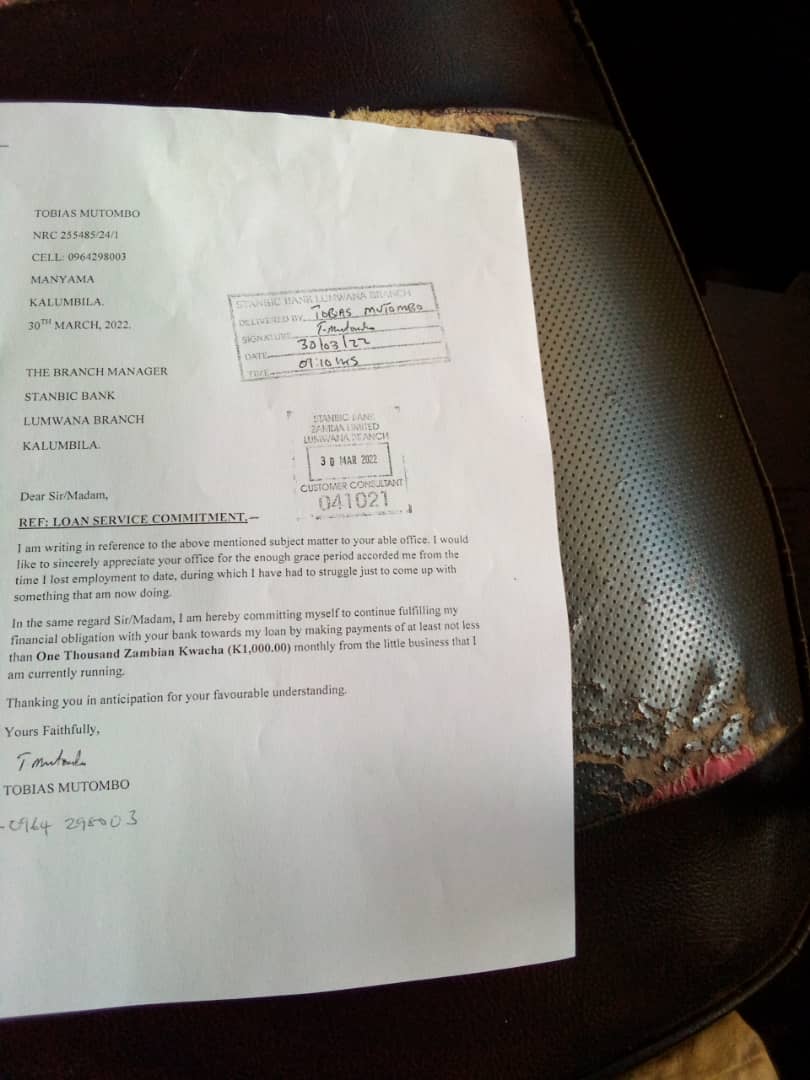 TOBIAS MUTOMBO
NRC 255485/24/1
CELL: 0964298003
MANYAMA
KALUMBILA.
30TH MARCH, 2022.
STANBIC BANK LUMWANA BRANCH
DELIVERED BY TOBIAS MUTOMBO
SIGNATURE T. Mutombo
DATE 30/03/22
TIME 09:10 HRS
THE BRANCH MANAGER
STANBIC BANK
LUMWANA BRANCH
KALUMBILA.
STANBIC BANK
ZAMBIA LIMITED
LUMWANA BRANCH
30 MAR 2022
CUSTOMER CONSULTANT
041021
Dear Sir/Madam,
REF: LOAN SERVICE COMMITMENT.
I am writing in reference to the above mentioned subject matter to your able office. I would
like to sincerely appreciate your office for the enough grace period accorded me from the
time I lost employment to date, during which I have had to struggle just to come up with
something that am now doing.
In the same regard Sir/Madam, I am hereby committing myself to continue fulfilling my
financial obligation with your bank towards my loan by making payments of at least not less
than One Thousand Zambian Kwacha (K1,000.00) monthly from the little business that I
am currently running.
Thanking you in anticipation for your favourable understanding.
Yours Faithfully,
T Mutombo
TOBIAS MUTOMBO
-0964 298003